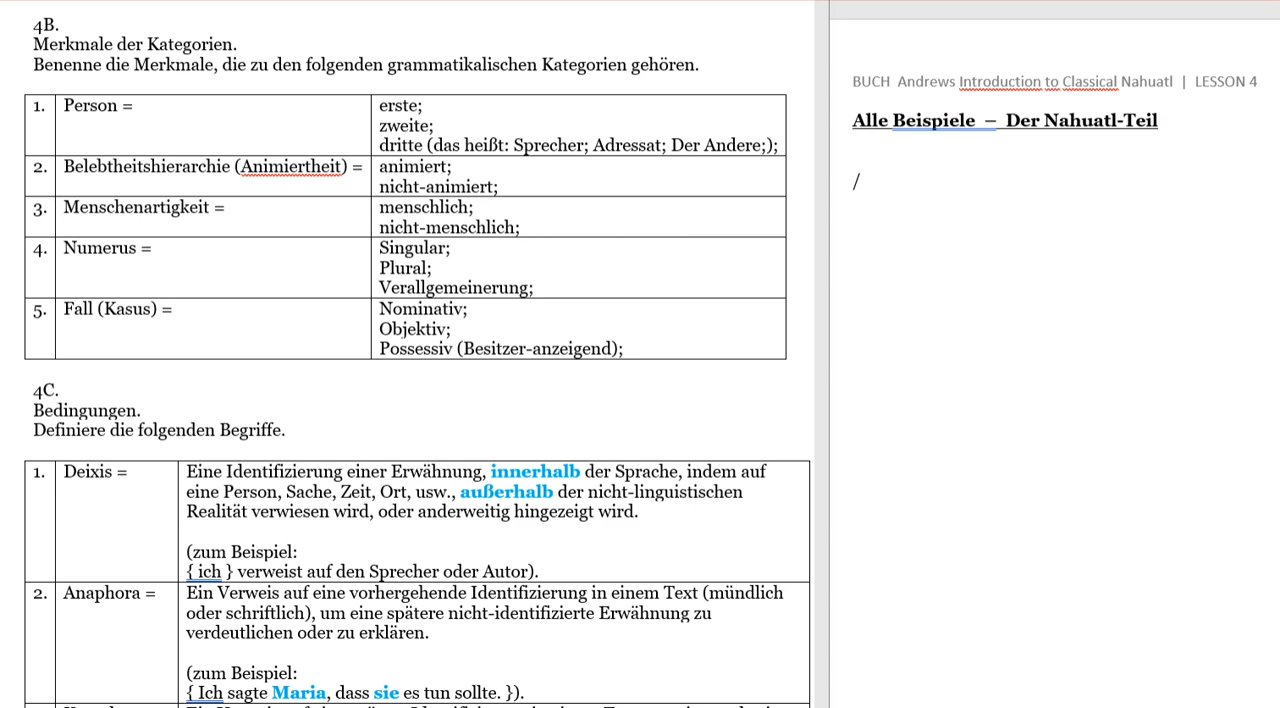 4B.
Merkmale der Kategorien.
Benenne die Merkmale, die zu den folgenden grammatikalischen Kategorien gehören.
1. Person = erste;
zweite;
dritte (das heißt: Sprecher; Adressat; Der Andere;);
2. Belebtheitshierarchie (Animiertheit) = animiert;
nicht-animiert;
3. Menschenartigkeit = menschlich;
nicht-menschlich;
4. Numerus = Singular;
Plural;
Verallgemeinerung;
5. Fall (Kasus) = Nominativ;
Objektiv;
Possessiv (Besitzer-anzeigend);
4C.
Bedingungen.
Definiere die folgenden Begriffe.
1. Deixis = Eine Identifizierung einer Erwähnung, innerhalb der Sprache, indem auf
eine Person, Sache, Zeit, Ort, usw., außerhalb der nicht-linguistischen
Realität verwiesen wird, oder anderweitig hingezeigt wird.
(zum Beispiel:
{ ich } verweist auf den Sprecher oder Autor).
2. Anaphora = Ein Verweis auf eine vorhergehende Identifizierung in einem Text (mündlich
oder schriftlich), um eine spätere nicht-identifizierte Erwähnung zu
verdeutlichen oder zu erklären.
(zum Beispiel:
{ Ich sagte Maria, dass sie es tun sollte. }).
BUCH Andrews Introduction to Classical Nahuatl | LESSON 4
Alle Beispiele – Der Nahuatl-Teil
/